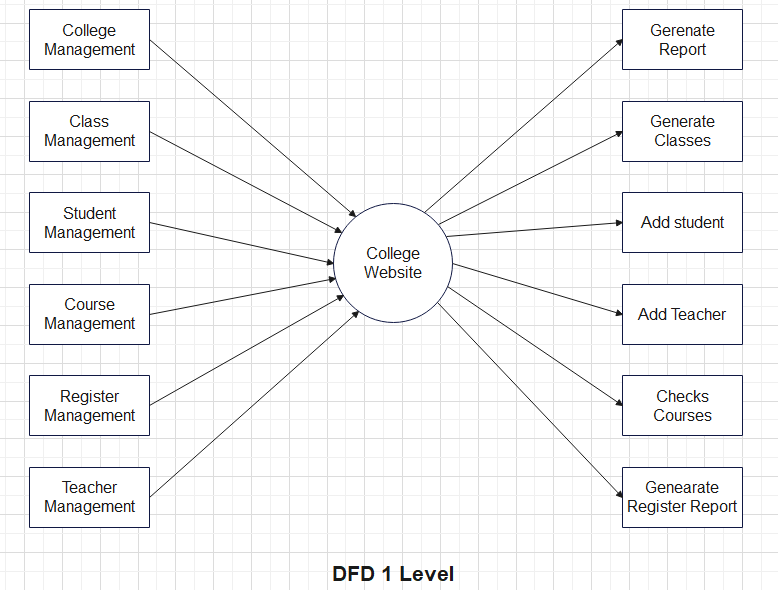 College
Management
Class
Management
Student
Management
Course
Management
Register
Management
Teacher
Management
College
Website
Gerenate
Report
Generate
Classes
Add student
Add Teacher
Checks
Courses
Genearate
Register Report
DFD 1 Level